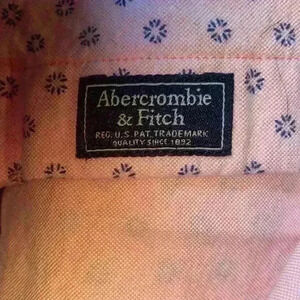 Abercrombie
& Fitch
REG. U.S. PAT. TRADEMARK
QUALITY SINCE 1892